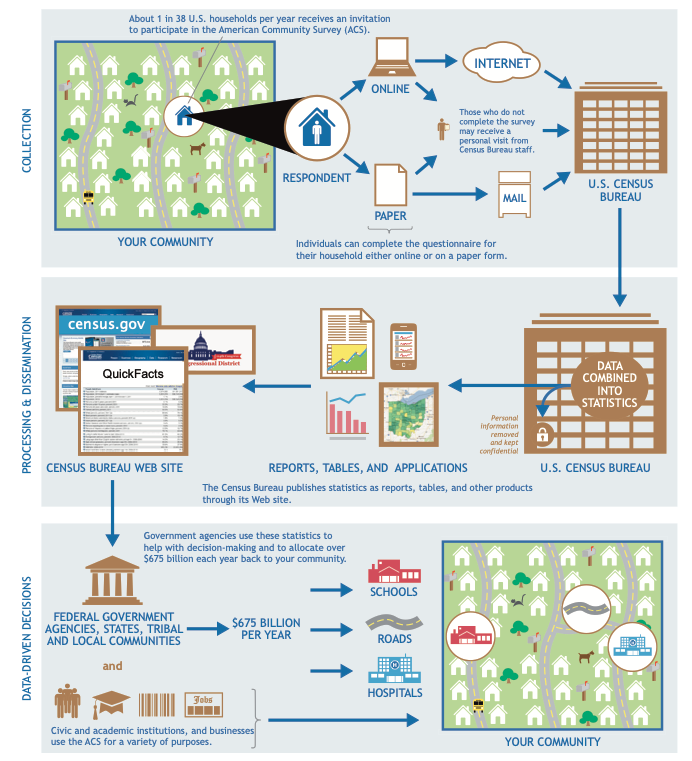 About 1 in 38 U.S. households per year receives an invitation
to participate in the American Community Survey (ACS).
COLLECTION
YOUR COMMUNITY
RESPONDENT
ONLINE
INTERNET
Those who do not
complete the survey
may receive a
personal visit from
Census Bureau staff.
PAPER
MAIL
U.S. CENSUS
BUREAU
Individuals can complete the questionnaire for
their household either online or on a paper form.
PROCESSING & DISSEMINATION
census.gov
QuickFacts
gressional District
CENSUS BUREAU WEB SITE
REPORTS, TABLES, AND APPLICATIONS
DATA
COMBINED
INTO
STATISTICS
Personal
Information
removed
and kept
confidential
U.S. CENSUS BUREAU
The Census Bureau publishes statistics as reports, tables, and other products
through its Web site.
DATA-DRIVEN DECISIONS
Government agencies use these statistics to
help with decision-making and to allocate over
$675 billion each year back to your community.
FEDERAL GOVERNMENT
AGENCIES, STATES, TRIBAL
AND LOCAL COMMUNITIES
$675 BILLION
PER YEAR
SCHOOLS
ROADS
HOSPITALS
H
H
and
Jobs
Civic and academic institutions, and businesses
use the ACS for a variety of purposes.
YOUR COMMUNITY